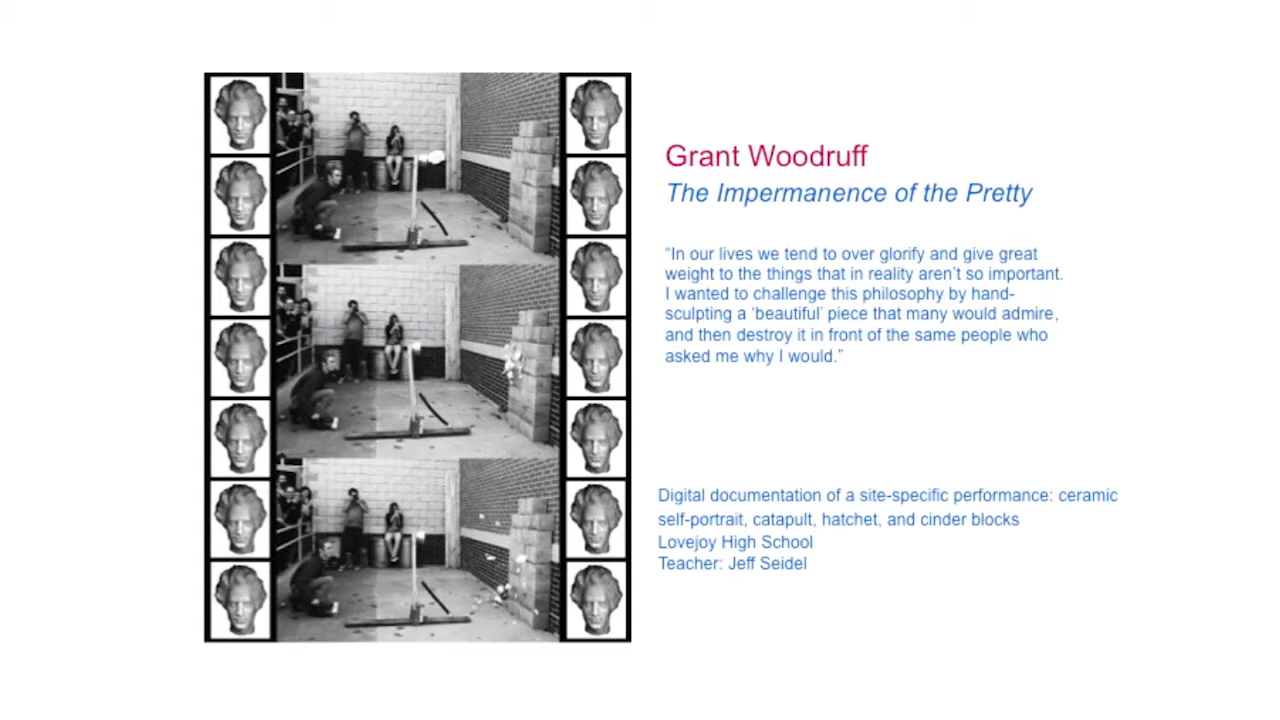 Grant Woodruff
The Impermanence of the Pretty
“In our lives we tend to over glorify and give great
weight to the things that in reality aren’t so important.
I wanted to challenge this philosophy by hand-
sculpting a ‘beautiful’ piece that many would admire,
and then destroy it in front of the same people who
asked me why I would.”
Digital documentation of a site-specific performance: ceramic
self-portrait, catapult, hatchet, and cinder blocks
Lovejoy High School
Teacher: Jeff Seidel